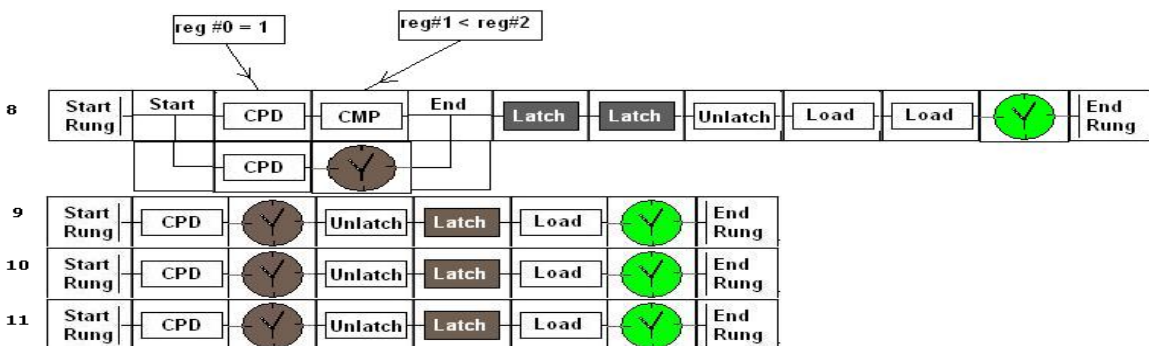 reg #0 = 1
reg#1 < reg#2
8 Start Rung Start CPD CMP End Latch Latch Unlatch Load Load End Rung
CPD
9 Start Rung CPD Unlatch Latch Load End Rung
10 Start Rung CPD Unlatch Latch Load End Rung
11 Start Rung CPD Unlatch Latch Load End Rung